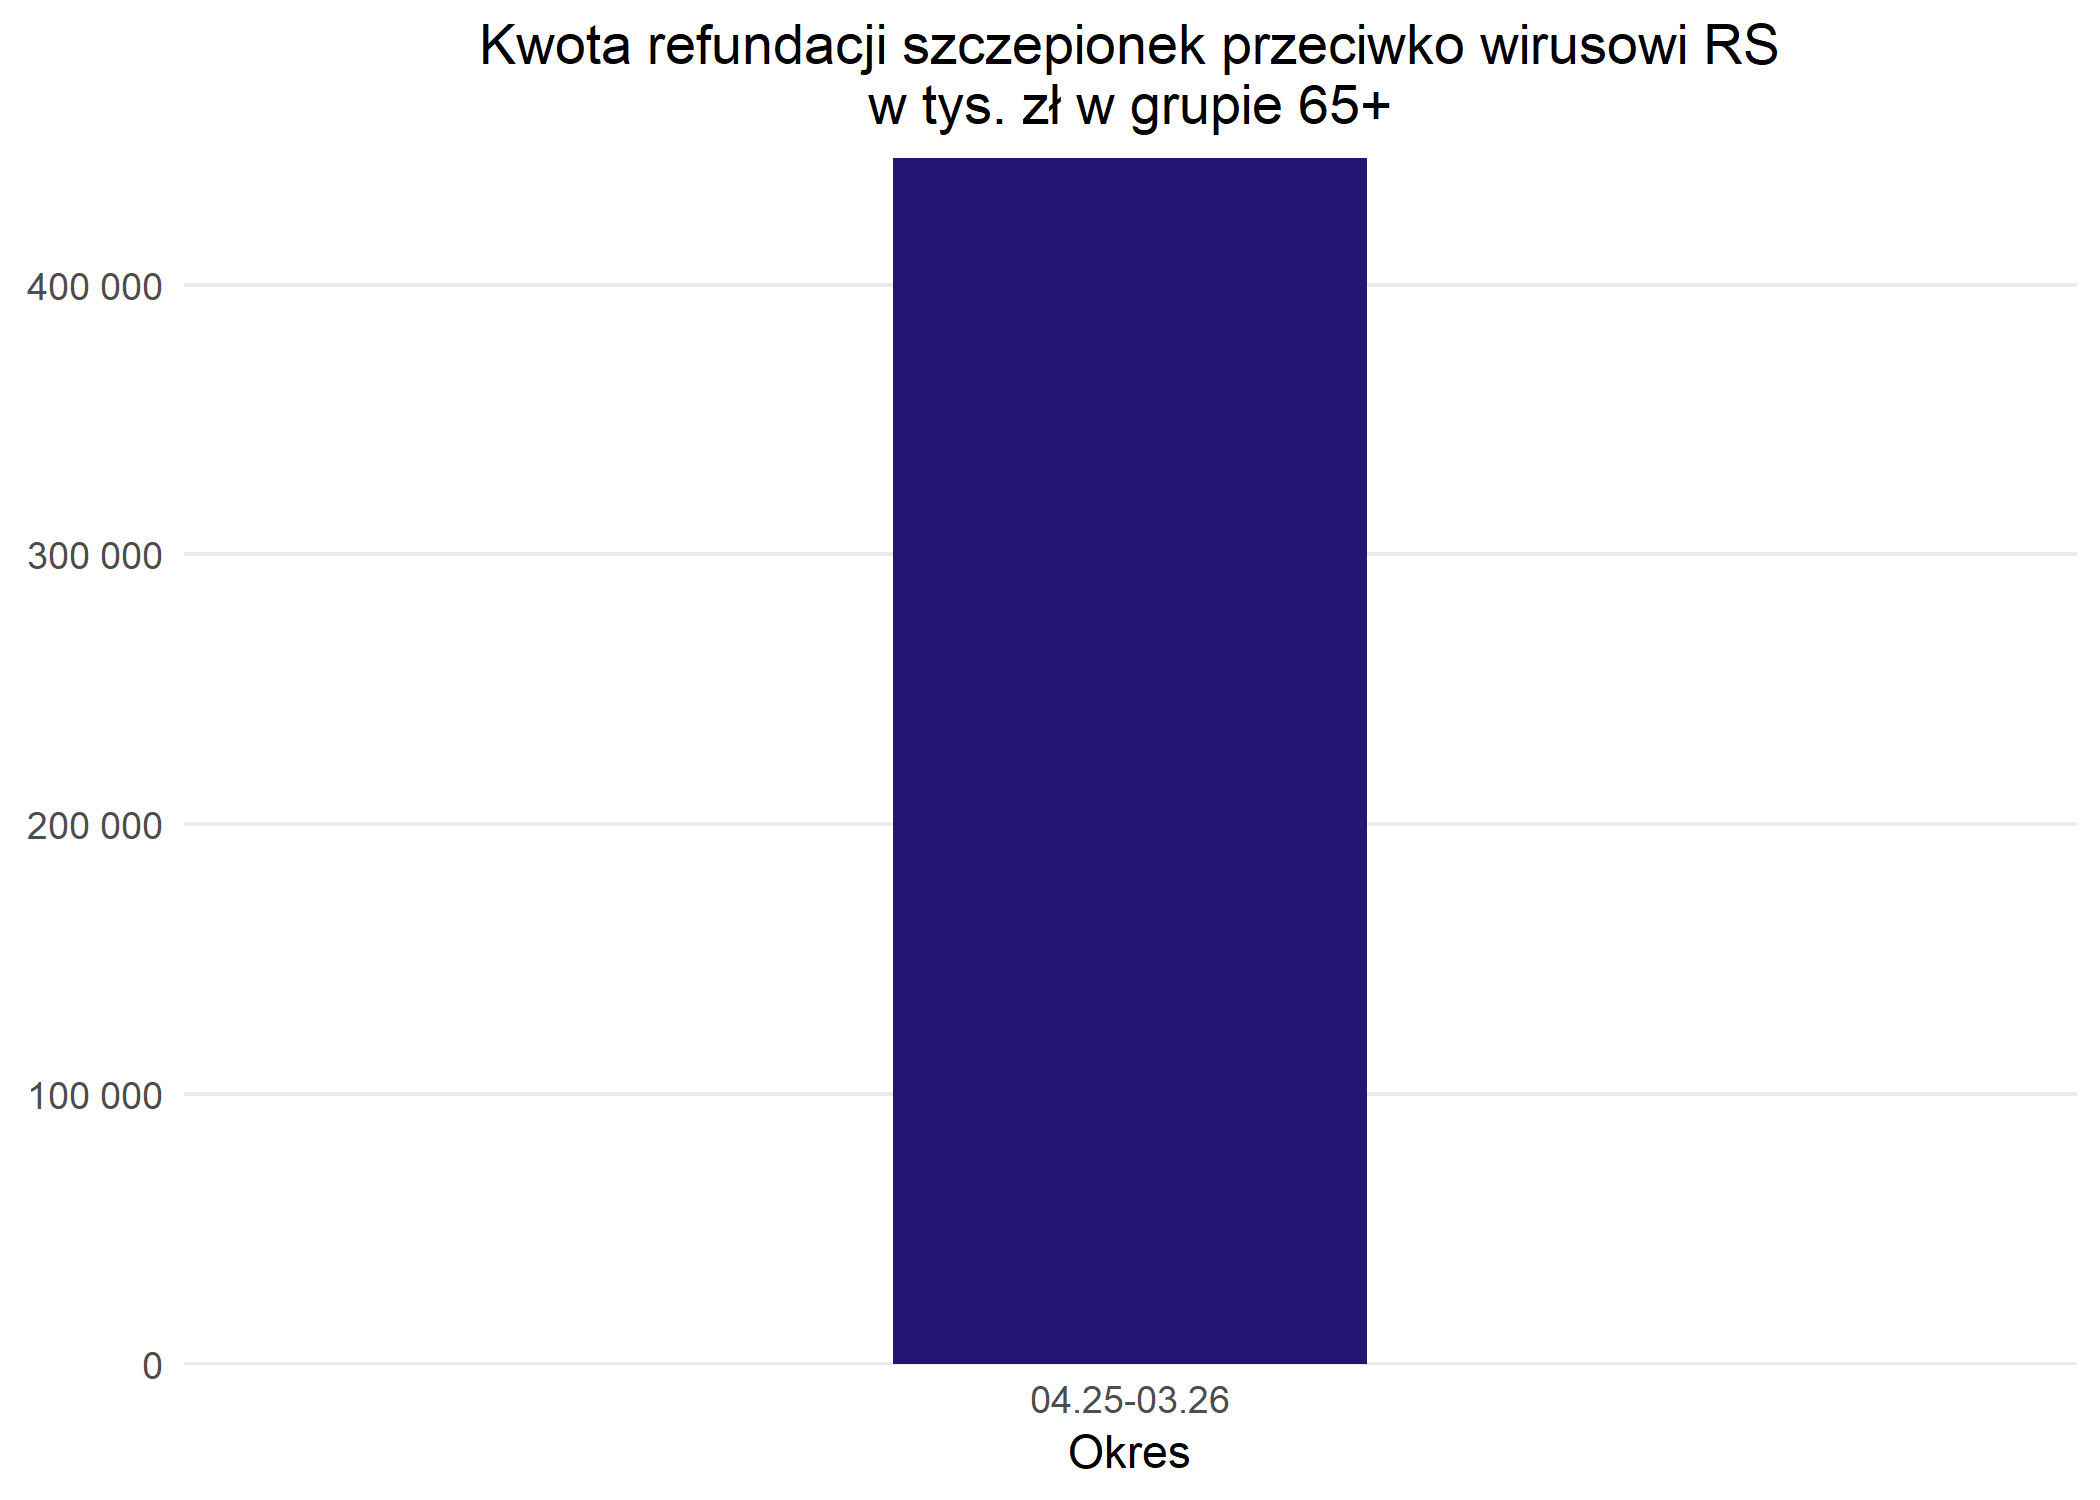 Kwota refundacji szczepionek przeciwko wirusowi RS
w tys. zł w grupie 65+
400 000
300 000
200 000
100 000
0
04.25-03.26
Okres